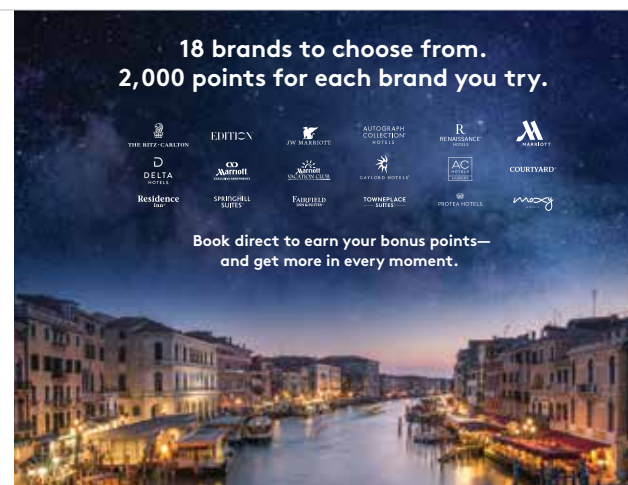 18 brands to choose from.
2,000 points for each brand you try.
THE RITZ-CARLTON
EDITION
JW MARRIOTT
AUTOGRAPH
COLLECTION
HOTELS
R
RENAISSANCE
HOTELS
MARRIOTT
D
DELTA
HOTELS
Marriott
EXECUTIVE APARTMENTS
Marriott
VACATION CLUB
GAYLORD HOTELS
AC
HOTELS
MARRIOTT
COURTYARD
Residence
Inn
SPRINGHILL
SUITES
FAIRFIELD
INN & SUITES
TOWNEPLACE
SUITES
PROTEA HOTELS
moxy
Book direct to earn your bonus points—
and get more in every moment.